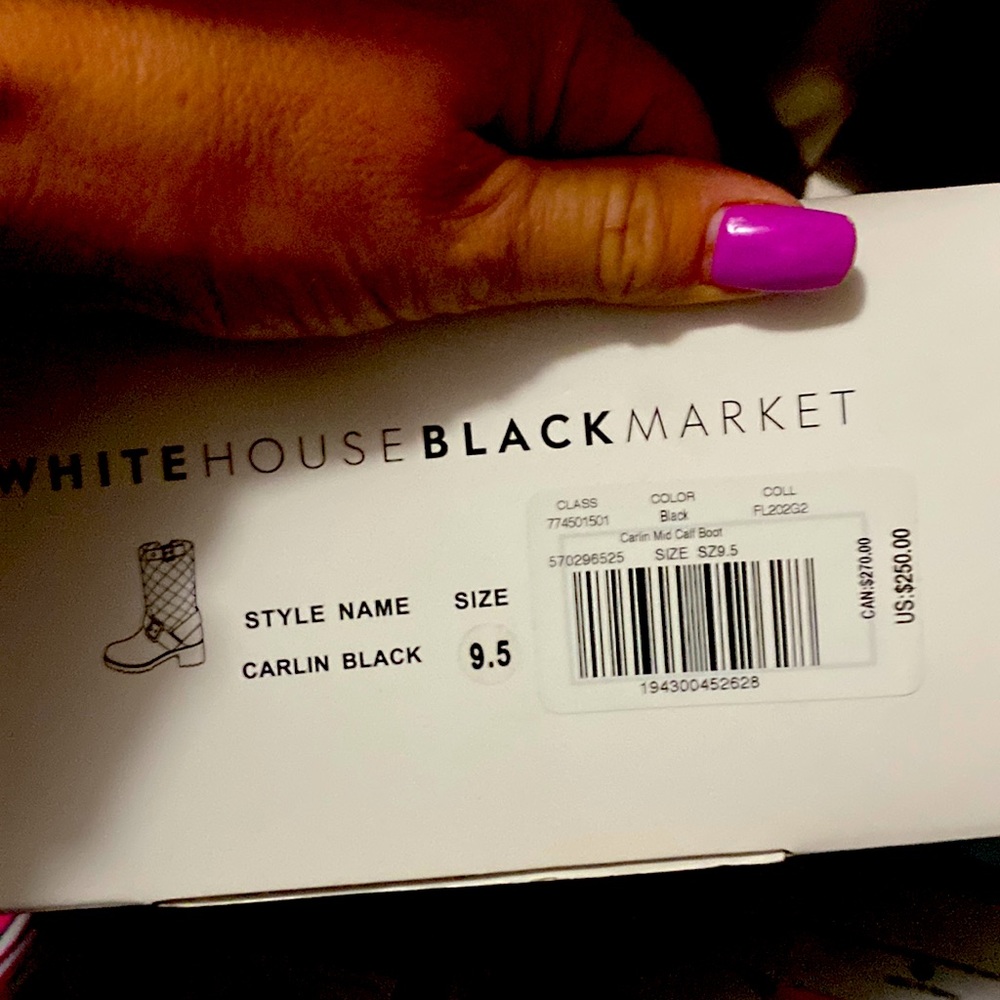 WHITEHOUSEBLACKMARKET
STYLE NAME SIZE
CARLIN BLACK 9.5
CLASS COLOR COLL
774501501 Black FL202G2
Carlin Mid Calf Boot
570296525 SIZE SZ9.5
194300452628
CAN:$270.00
US:$250.00